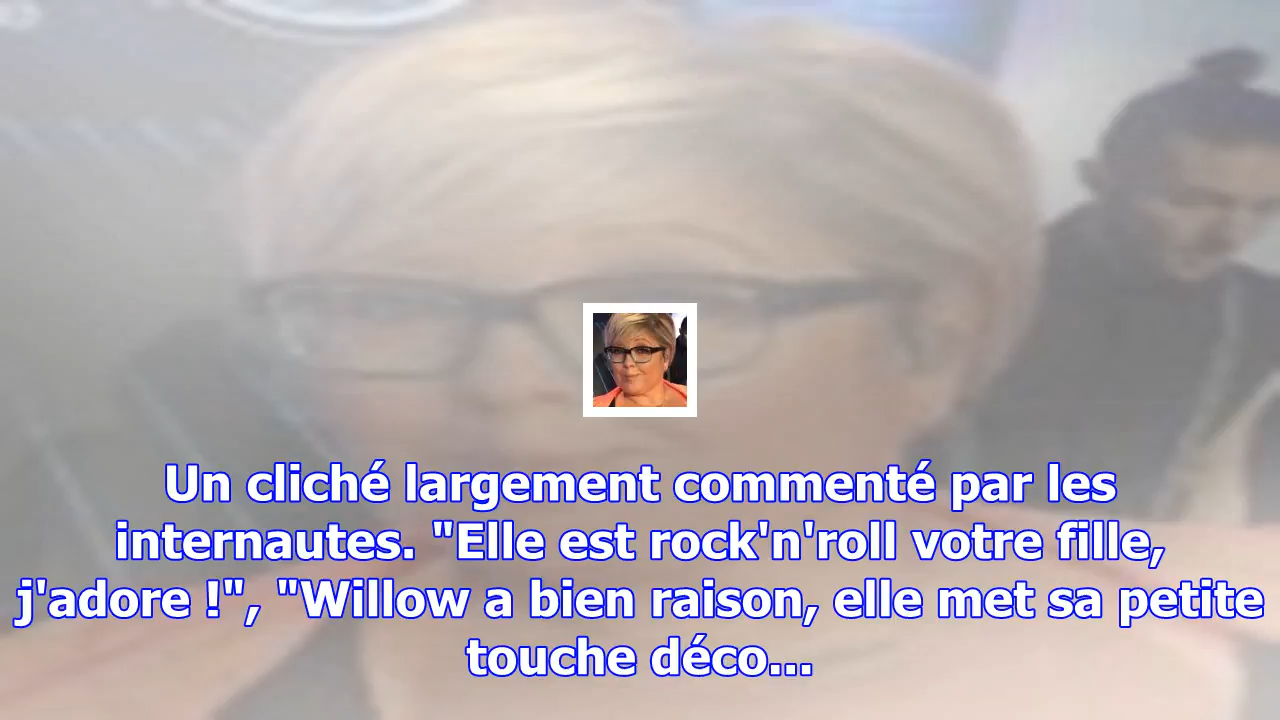 Un cliché largement commenté par les
internautes. "Elle est rock'n'roll votre fille,
j'adore !", "Willow a bien raison, elle met sa petite
touche déco...